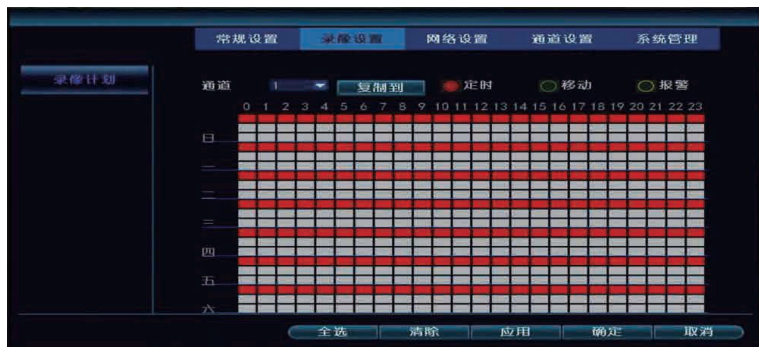 常规设置 录像设置 网络设置 通道设置 系统管理
录像计划
通道 1 复制到 定时 移动 报警
0 1 2 3 4 5 6 7 8 9 10 11 12 13 14 15 16 17 18 19 20 21 22 23
日
一
二
三
四
五
六
全选 清除 应用 确定 取消